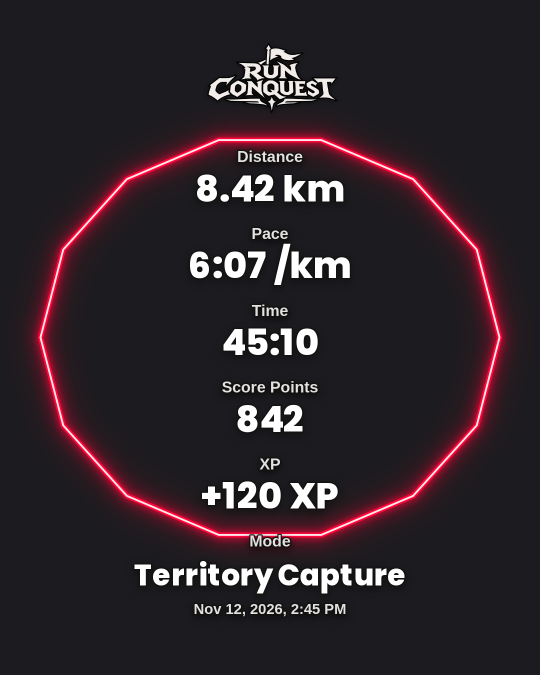 RUN
CONQUEST
Distance
8.42 km
Pace
6:07 /km
Time
45:10
Score Points
842
XP
+120 XP
Mode
Territory Capture
Nov 12, 2026, 2:45 PM